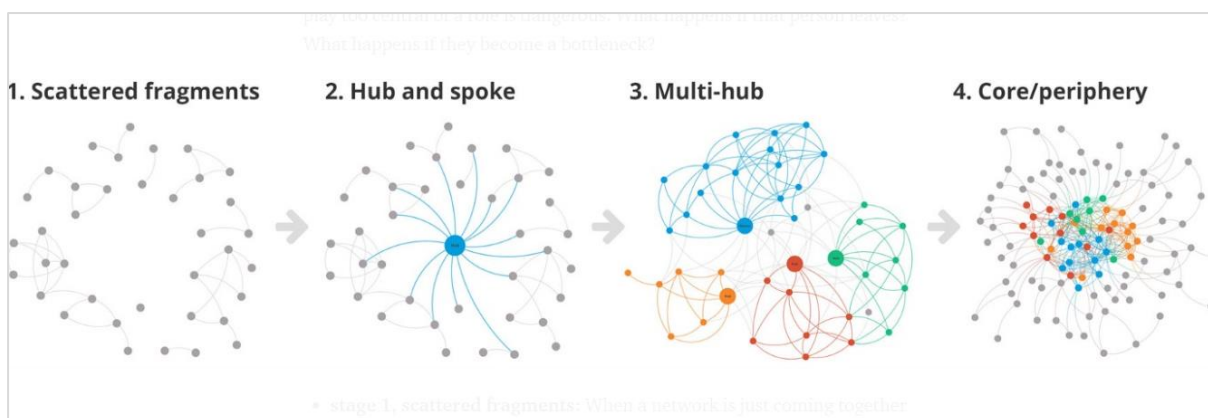 play too central of a role is dangerous. What happens if that person leaves?
What happens if they become a bottleneck?
1. Scattered fragments
2. Hub and spoke
3. Multi-hub
4. Core/periphery
• stage 1, scattered fragments: When a network is just coming together